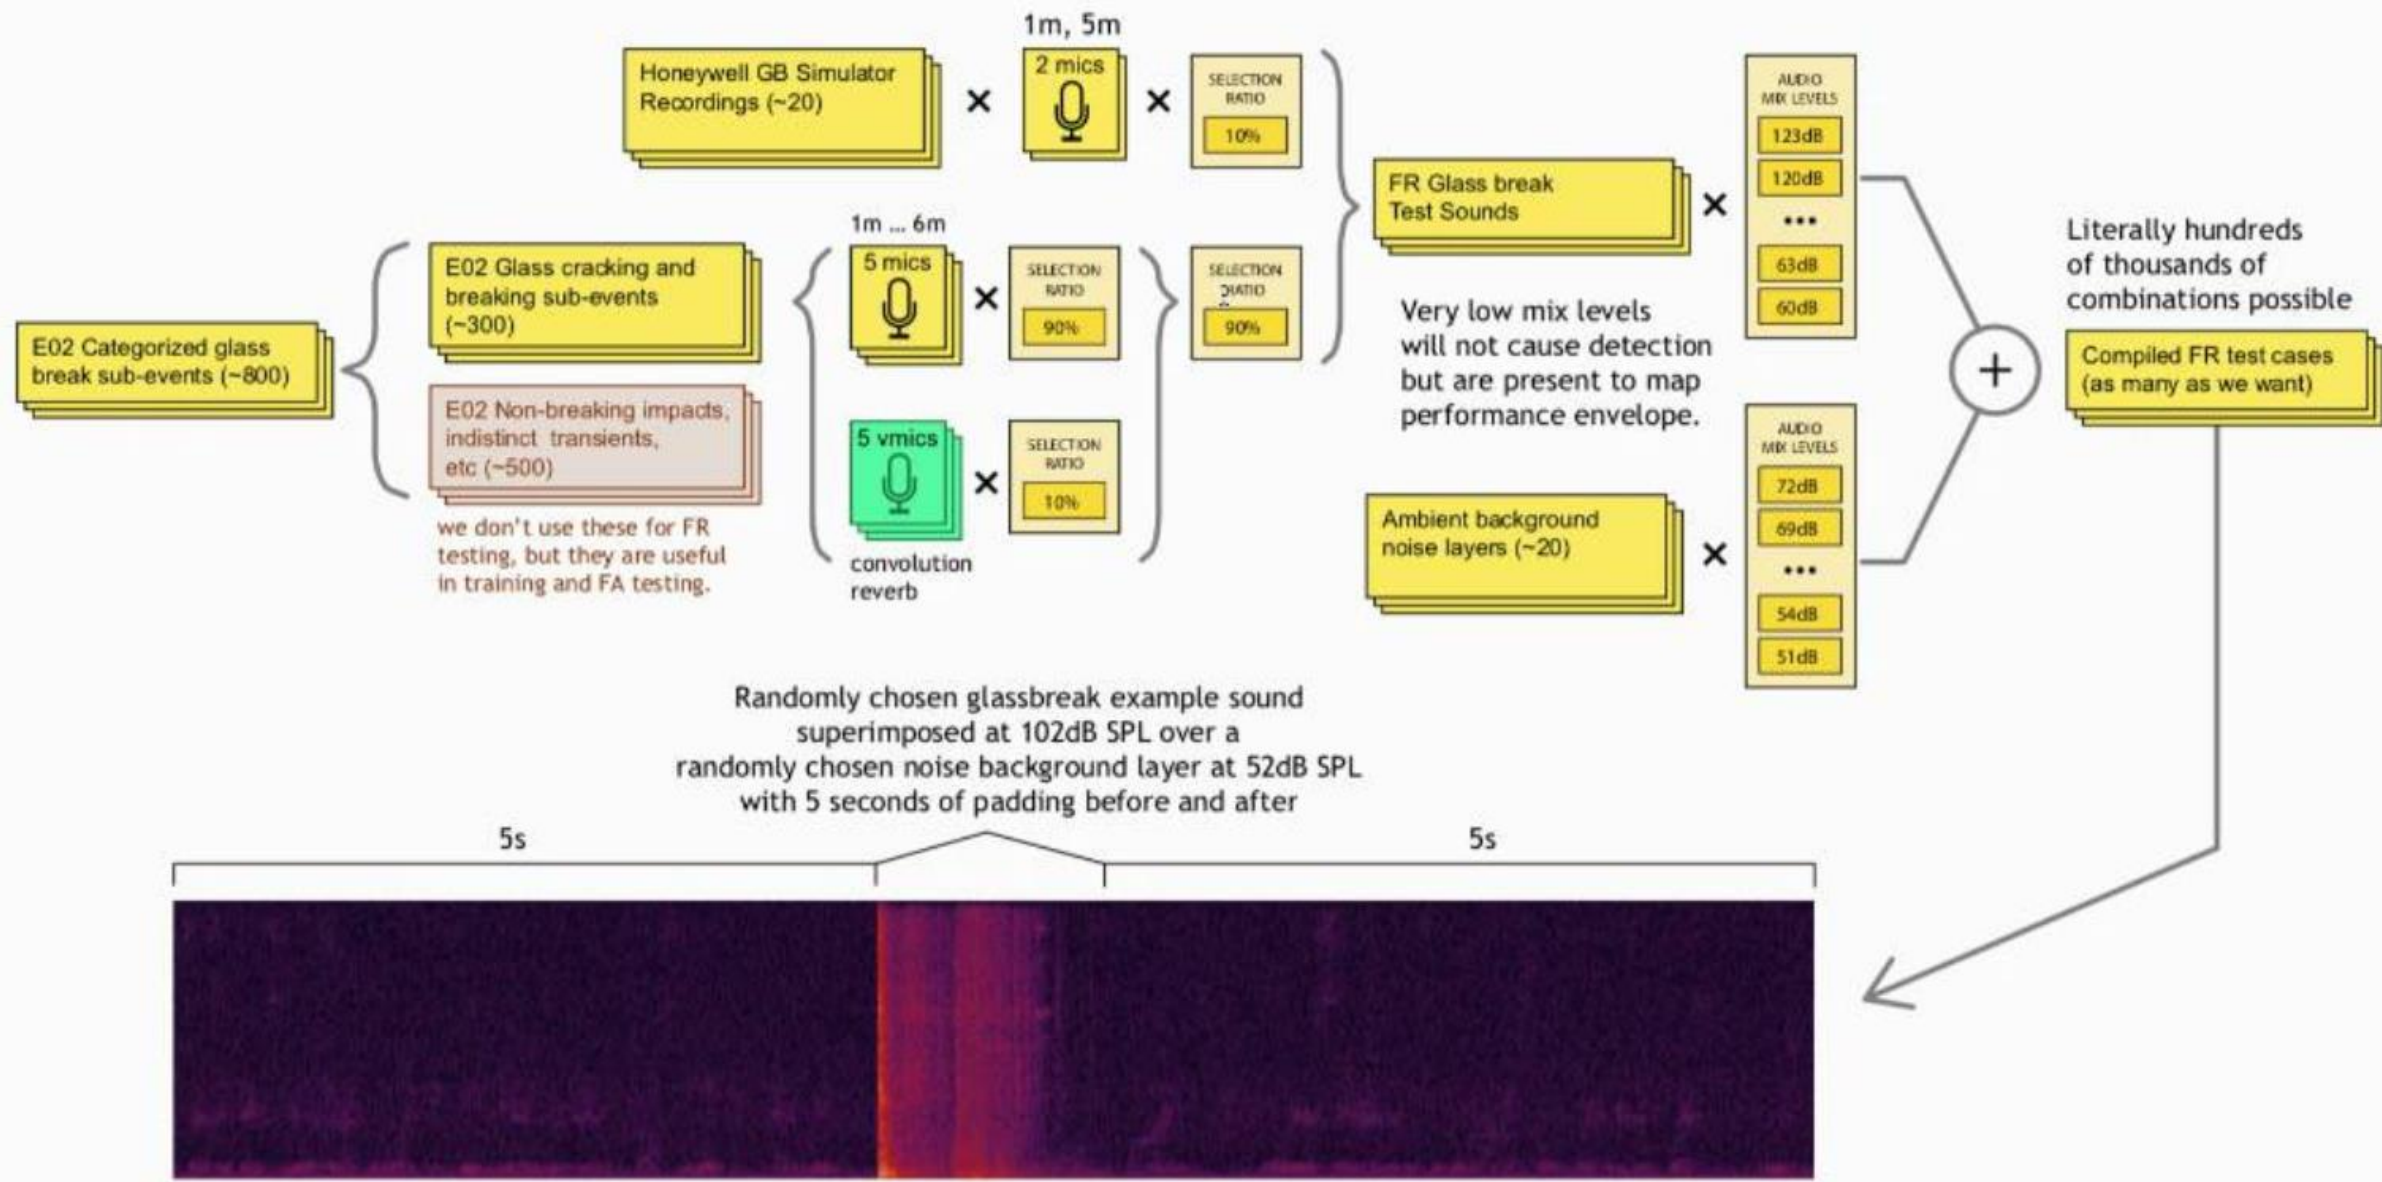 1m, 5m
Honeywell GB Simulator
Recordings (~20)
×
2 mics
×
SELECTION
RATIO
10%
E02 Categorized glass
break sub-events (~800)
E02 Glass cracking and
breaking sub-events
(~300)
E02 Non-breaking impacts,
indistinct transients,
etc (~500)
we don't use these for FR
testing, but they are useful
in training and FA testing.
1m ... 6m
5 mics
×
SELECTION
RATIO
90%
5 vmics
×
SELECTION
RATIO
10%
convolution
reverb
SELECTION
90%
FR Glass break
Test Sounds
×
AUDIO
MIX LEVELS
123dB
120dB
...
63dB
60dB
Very low mix levels
will not cause detection
but are present to map
performance envelope.
Ambient background
noise layers (~20)
×
AUDIO
MIX LEVELS
72dB
69dB
...
54dB
51dB
+
Literally hundreds
of thousands of
combinations possible
Compiled FR test cases
(as many as we want)
Randomly chosen glassbreak example sound
superimposed at 102dB SPL over a
randomly chosen noise background layer at 52dB SPL
with 5 seconds of padding before and after
5s
5s